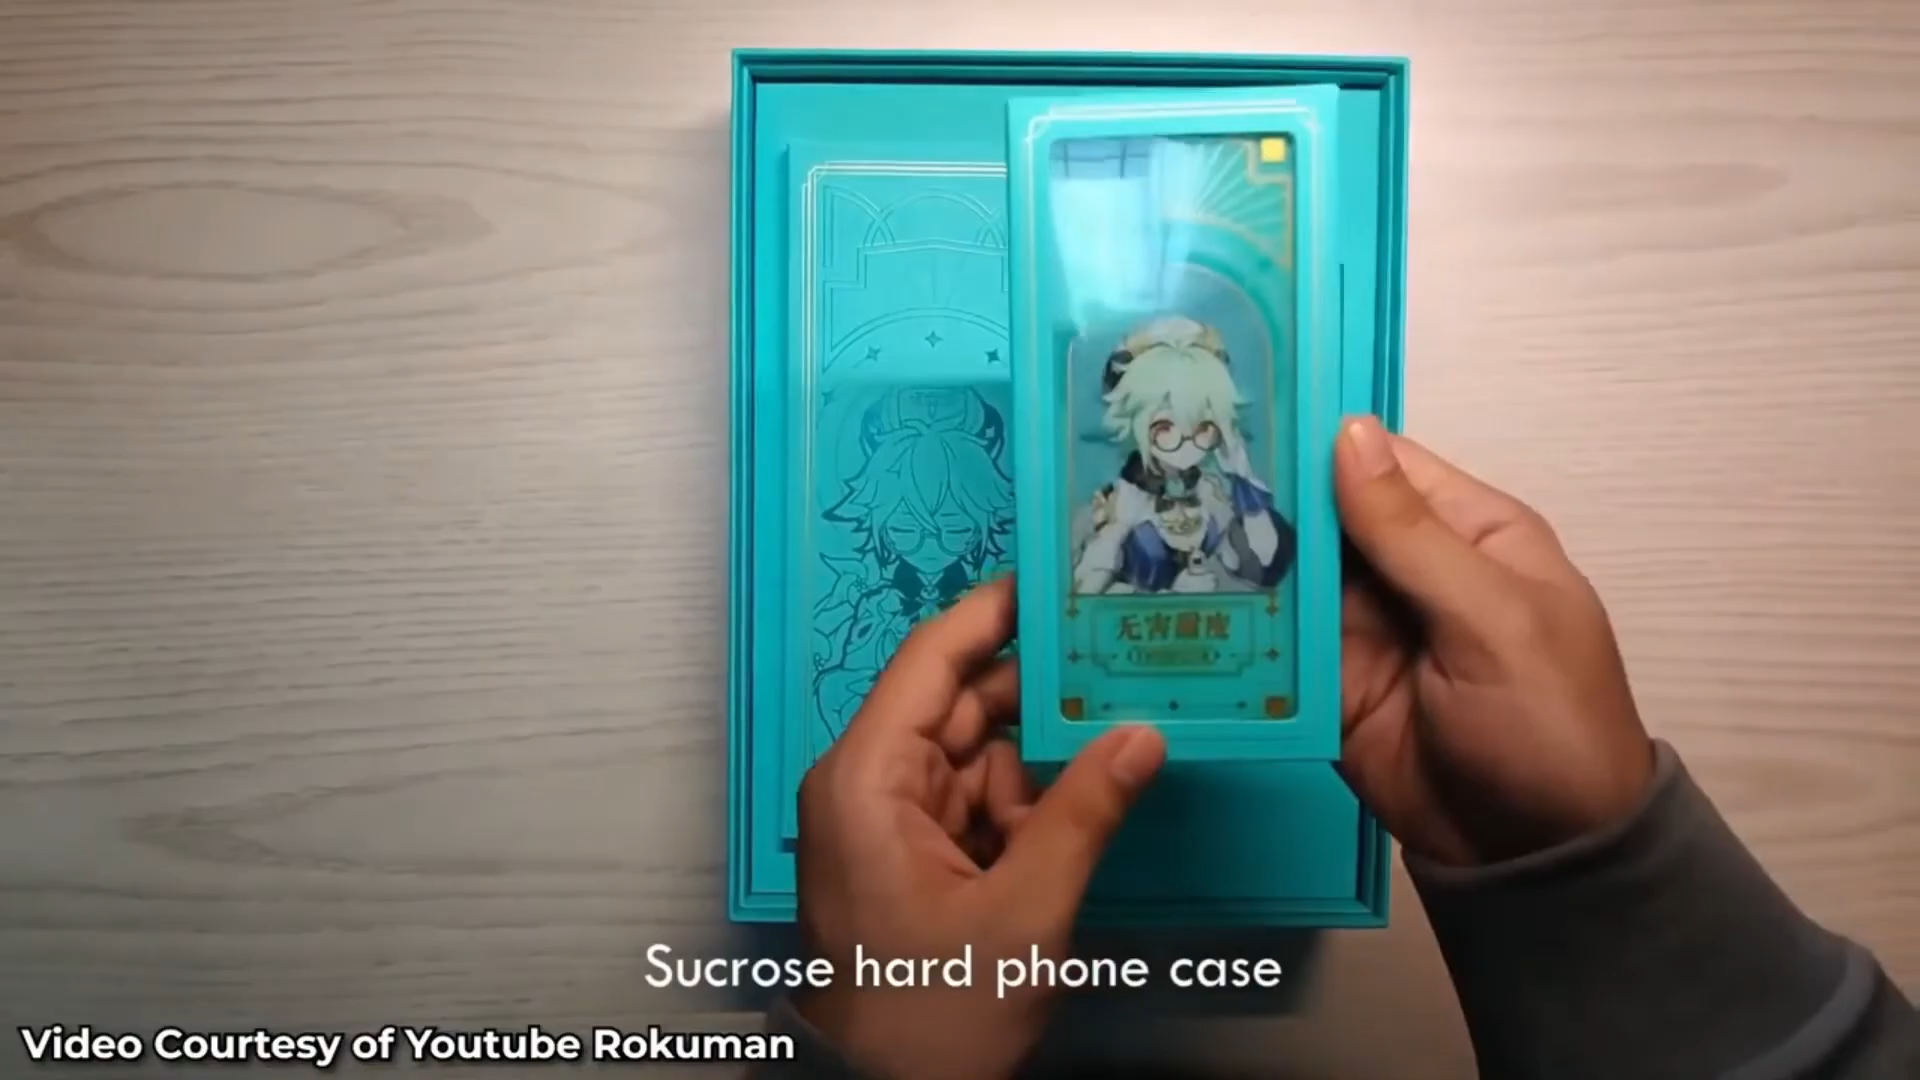 无害甜度
Sucrose hard phone case
Video Courtesy of Youtube Rokuman